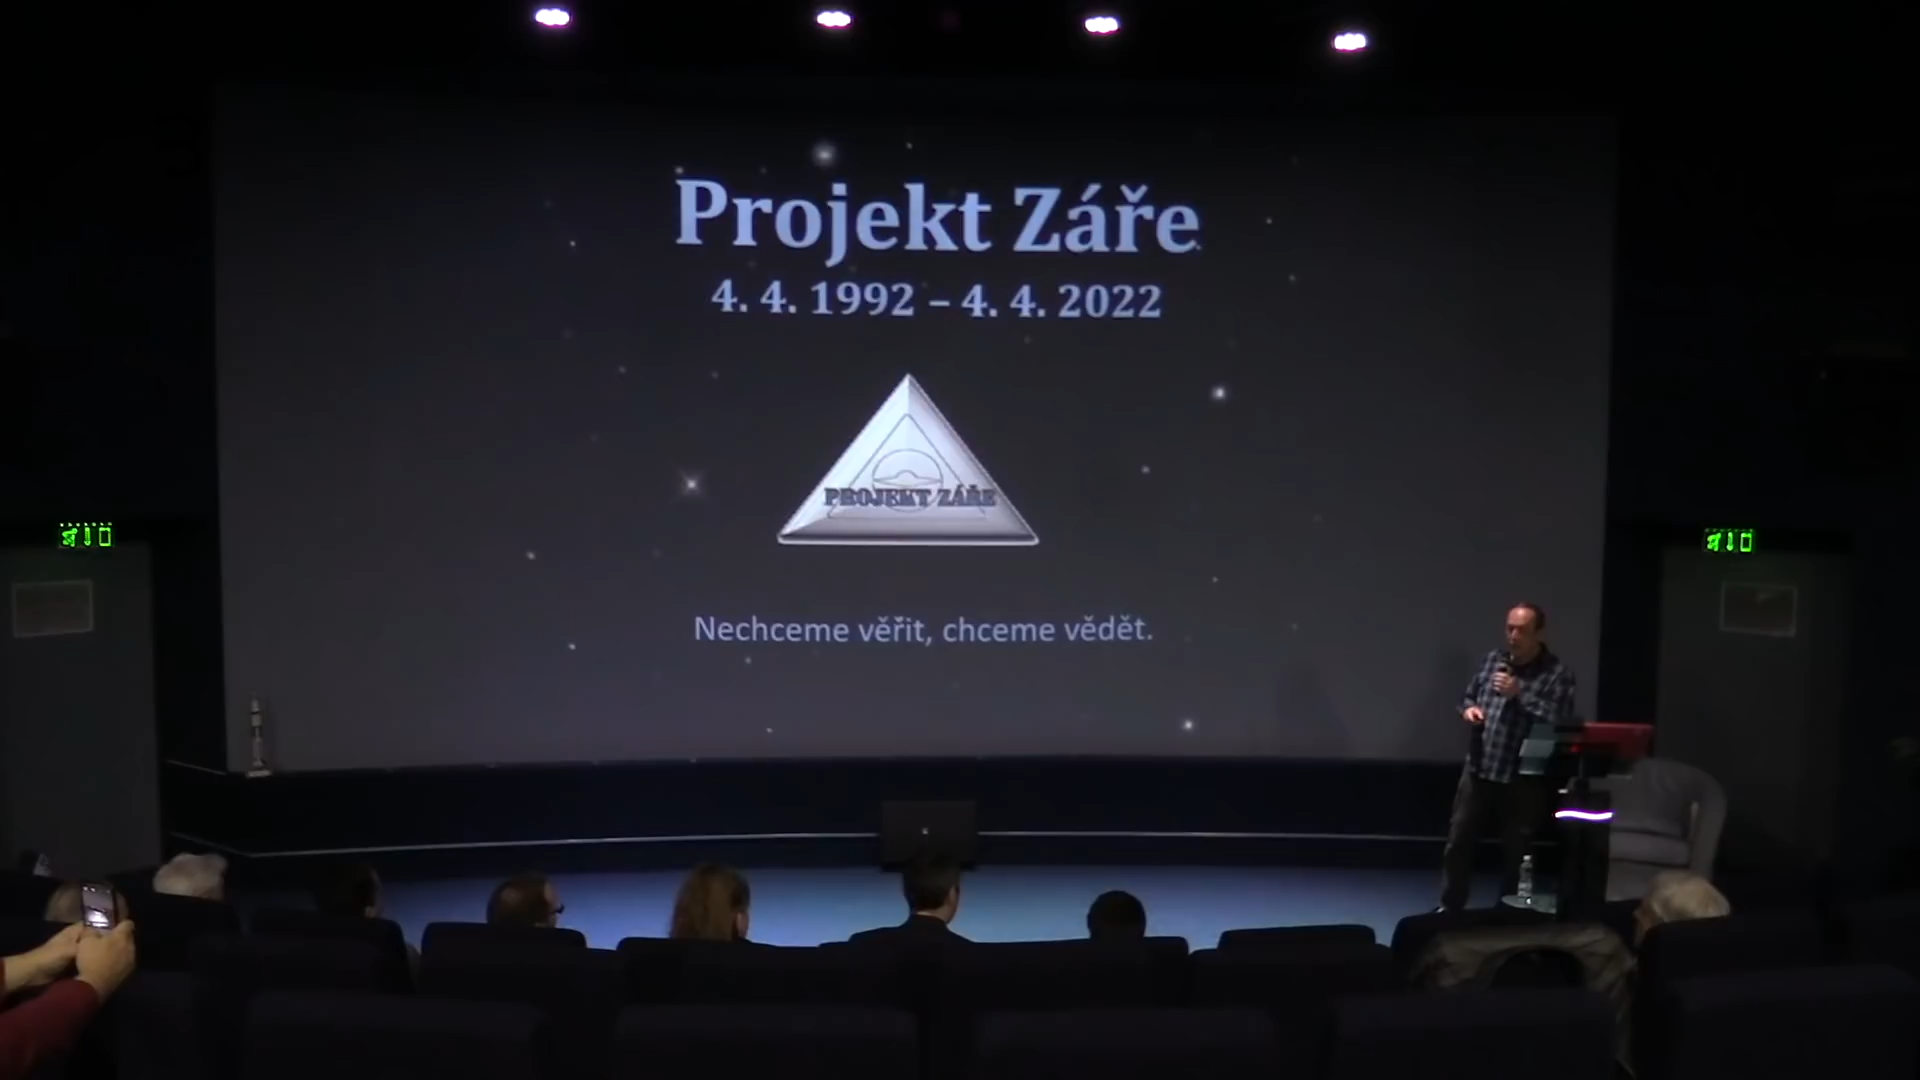 Projekt Záře
4. 4. 1992 – 4. 4. 2022
PROJEKT ZÁŘE
Nechceme věřit, chceme vědět.